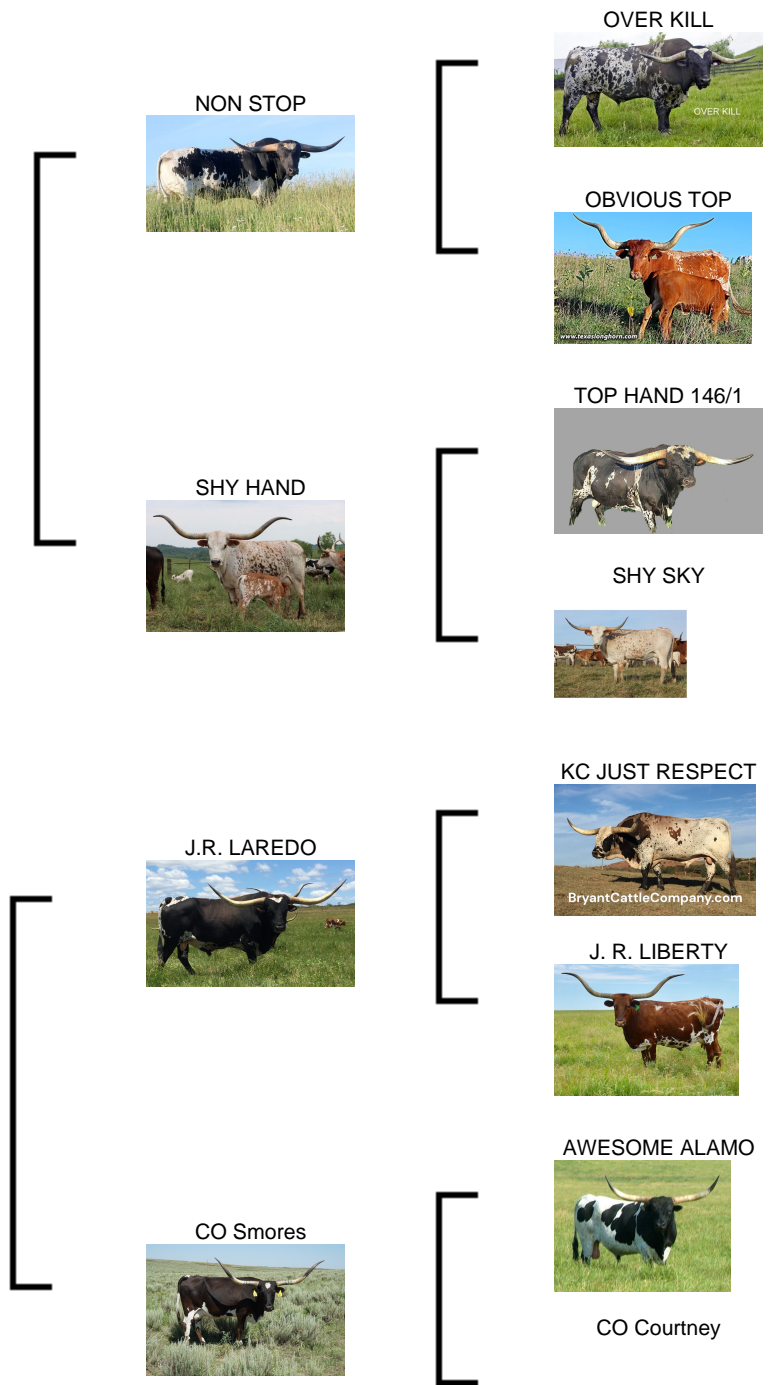 OVER KILL
OVER KILL
NON STOP
OBVIOUS TOP
www.texaslonghorn.com
TOP HAND 146/1
SHY HAND
SHY SKY
KC JUST RESPECT
BryantCattleCompany.com
J.R. LAREDO
J. R. LIBERTY
AWESOME ALAMO
CO Smores
CO Courtney